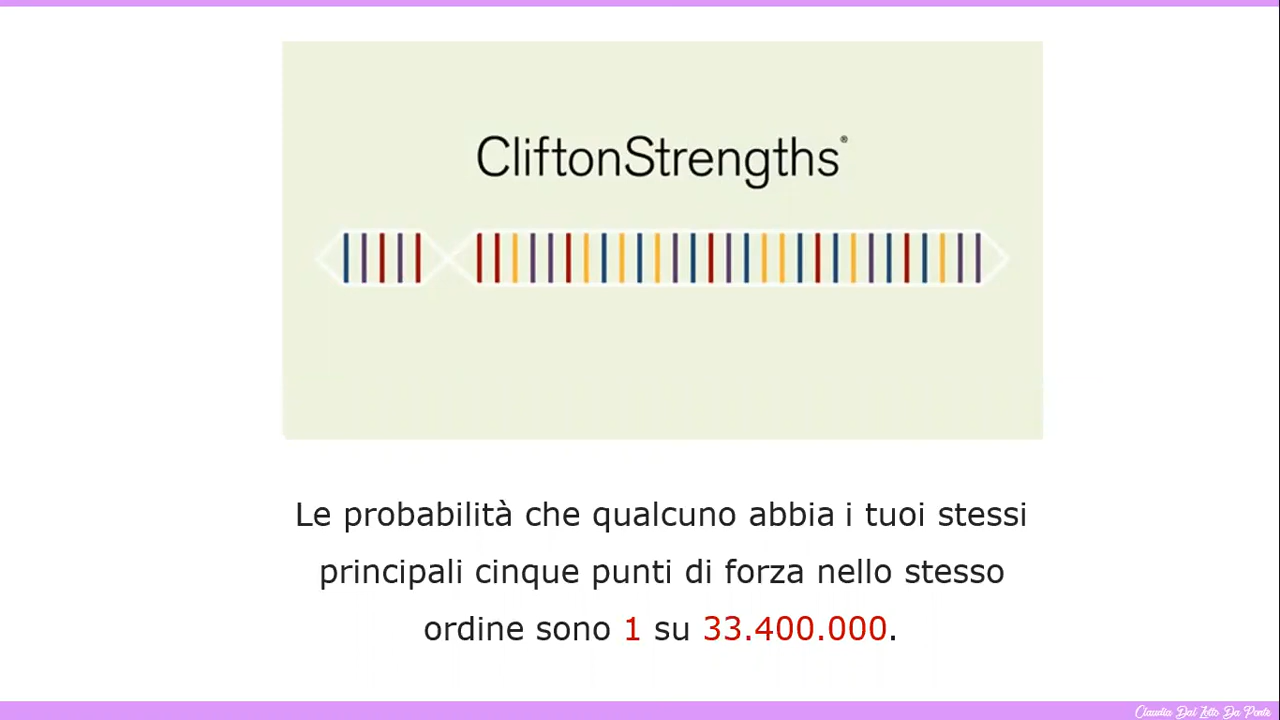 CliftonStrengths®
Le probabilità che qualcuno abbia i tuoi stessi
principali cinque punti di forza nello stesso
ordine sono 1 su 33.400.000.
Claudia Dal Zotto Da Ponte